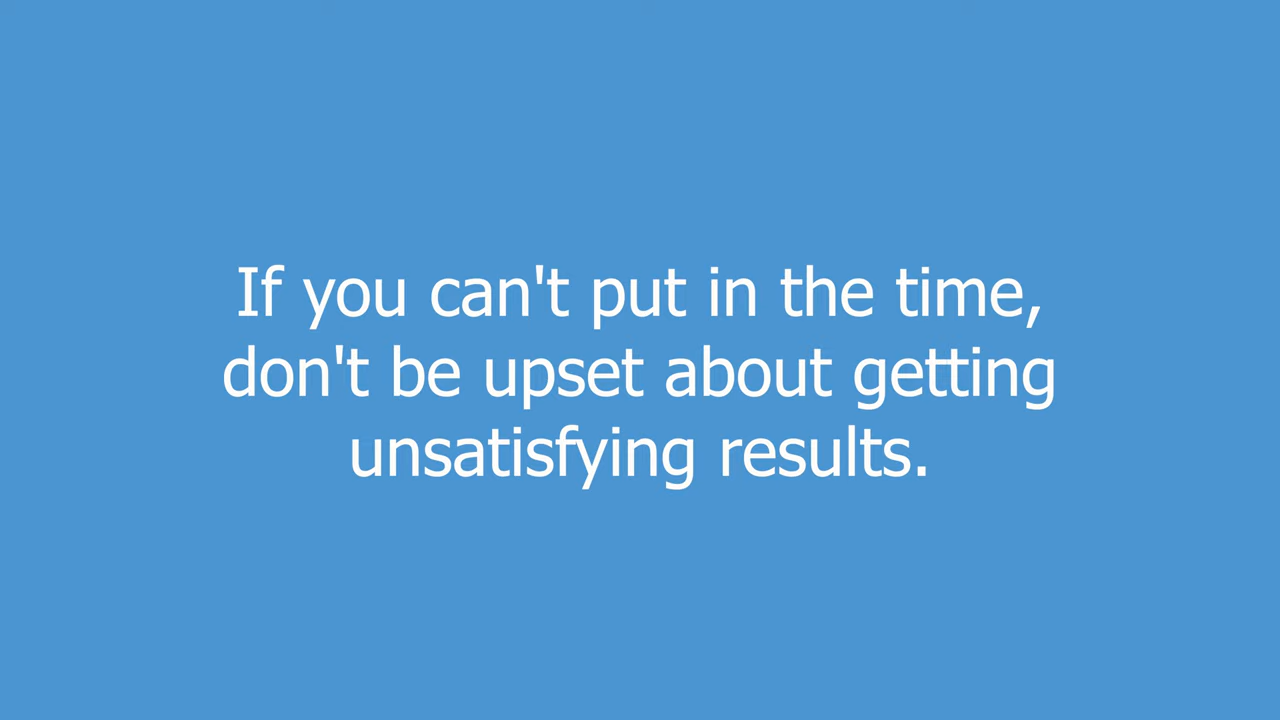 If you can't put in the time,
don't be upset about getting
unsatisfying results.